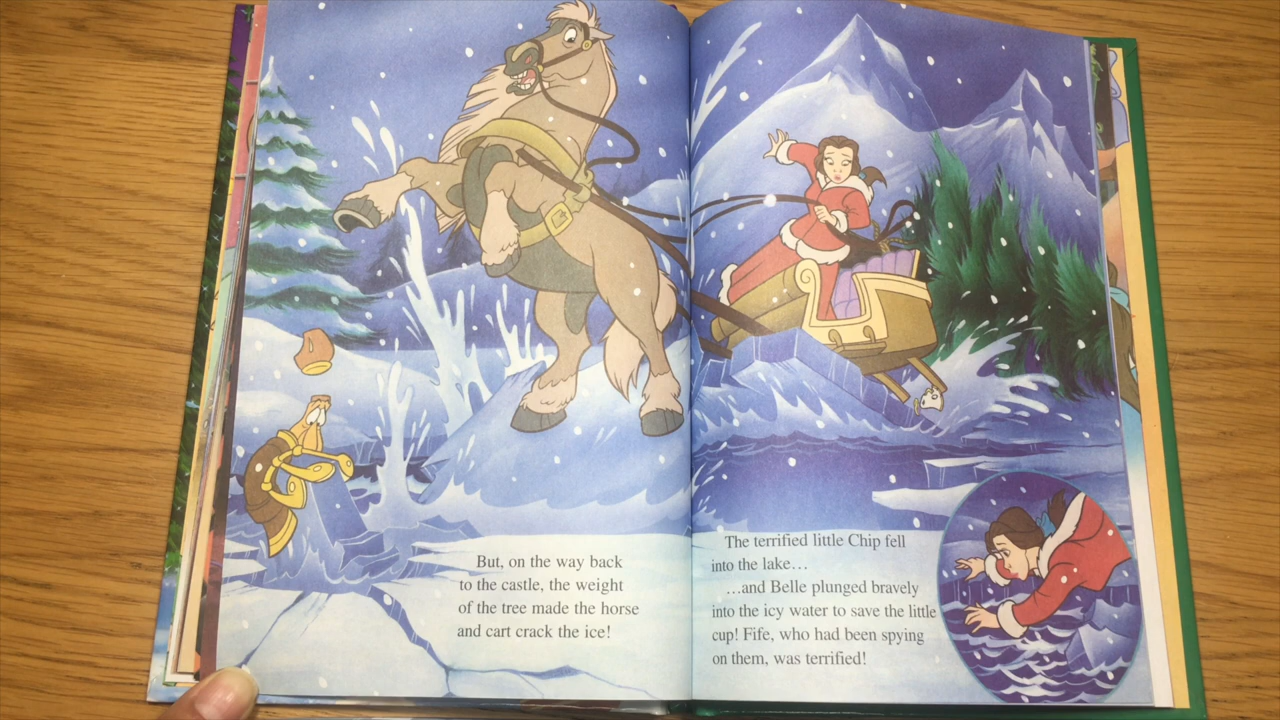 But, on the way back
to the castle, the weight
of the tree made the horse
and cart crack the ice!
The terrified little Chip fell
into the lake…
…and Belle plunged bravely
into the icy water to save the little
cup! Fife, who had been spying
on them, was terrified!